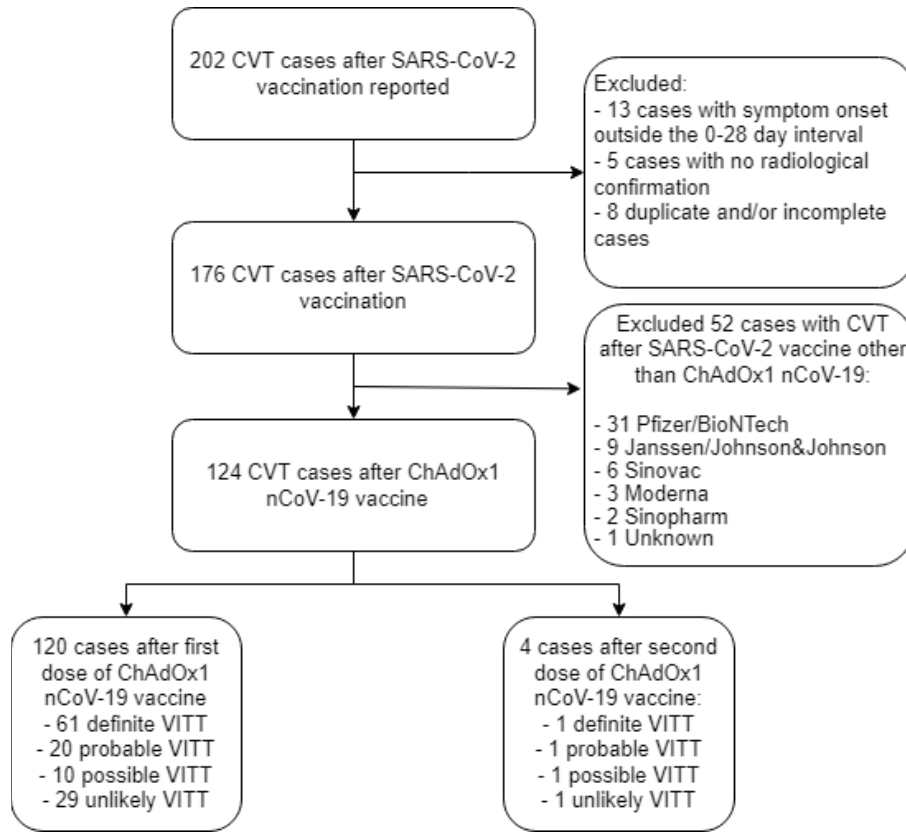 202 CVT cases after SARS-CoV-2
vaccination reported
Excluded:
- 13 cases with symptom onset
outside the 0-28 day interval
- 5 cases with no radiological
confirmation
- 8 duplicate and/or incomplete
cases
176 CVT cases after SARS-CoV-2
vaccination
Excluded 52 cases with CVT
after SARS-CoV-2 vaccine other
than ChAdOx1 nCoV-19:
- 31 Pfizer/BioNTech
- 9 Janssen/Johnson&Johnson
- 6 Sinovac
- 3 Moderna
- 2 Sinopharm
- 1 Unknown
124 CVT cases after ChAdOx1
nCoV-19 vaccine
120 cases after first
dose of ChAdOx1
nCoV-19 vaccine
- 61 definite VITT
- 20 probable VITT
- 10 possible VITT
- 29 unlikely VITT
4 cases after second
dose of ChAdOx1
nCoV-19 vaccine:
- 1 definite VITT
- 1 probable VITT
- 1 possible VITT
- 1 unlikely VITT